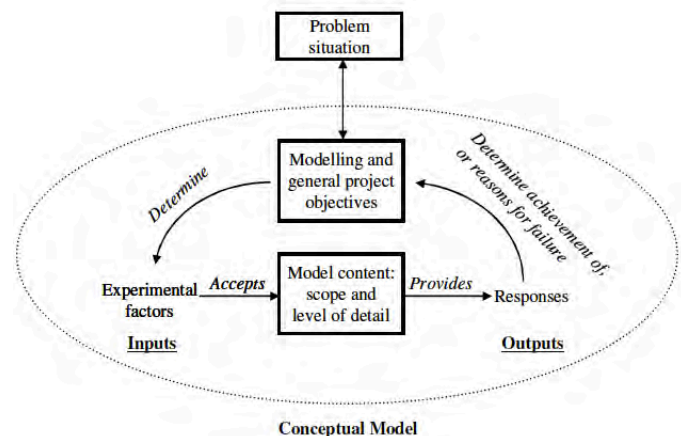 Problem
situation
Modelling and
general project
objectives
Determine
Determine achievement of,
or reasons for failure
Experimental
factors
Accepts
Model content:
scope and
level of detail
Provides
Responses
Inputs
Outputs
Conceptual Model